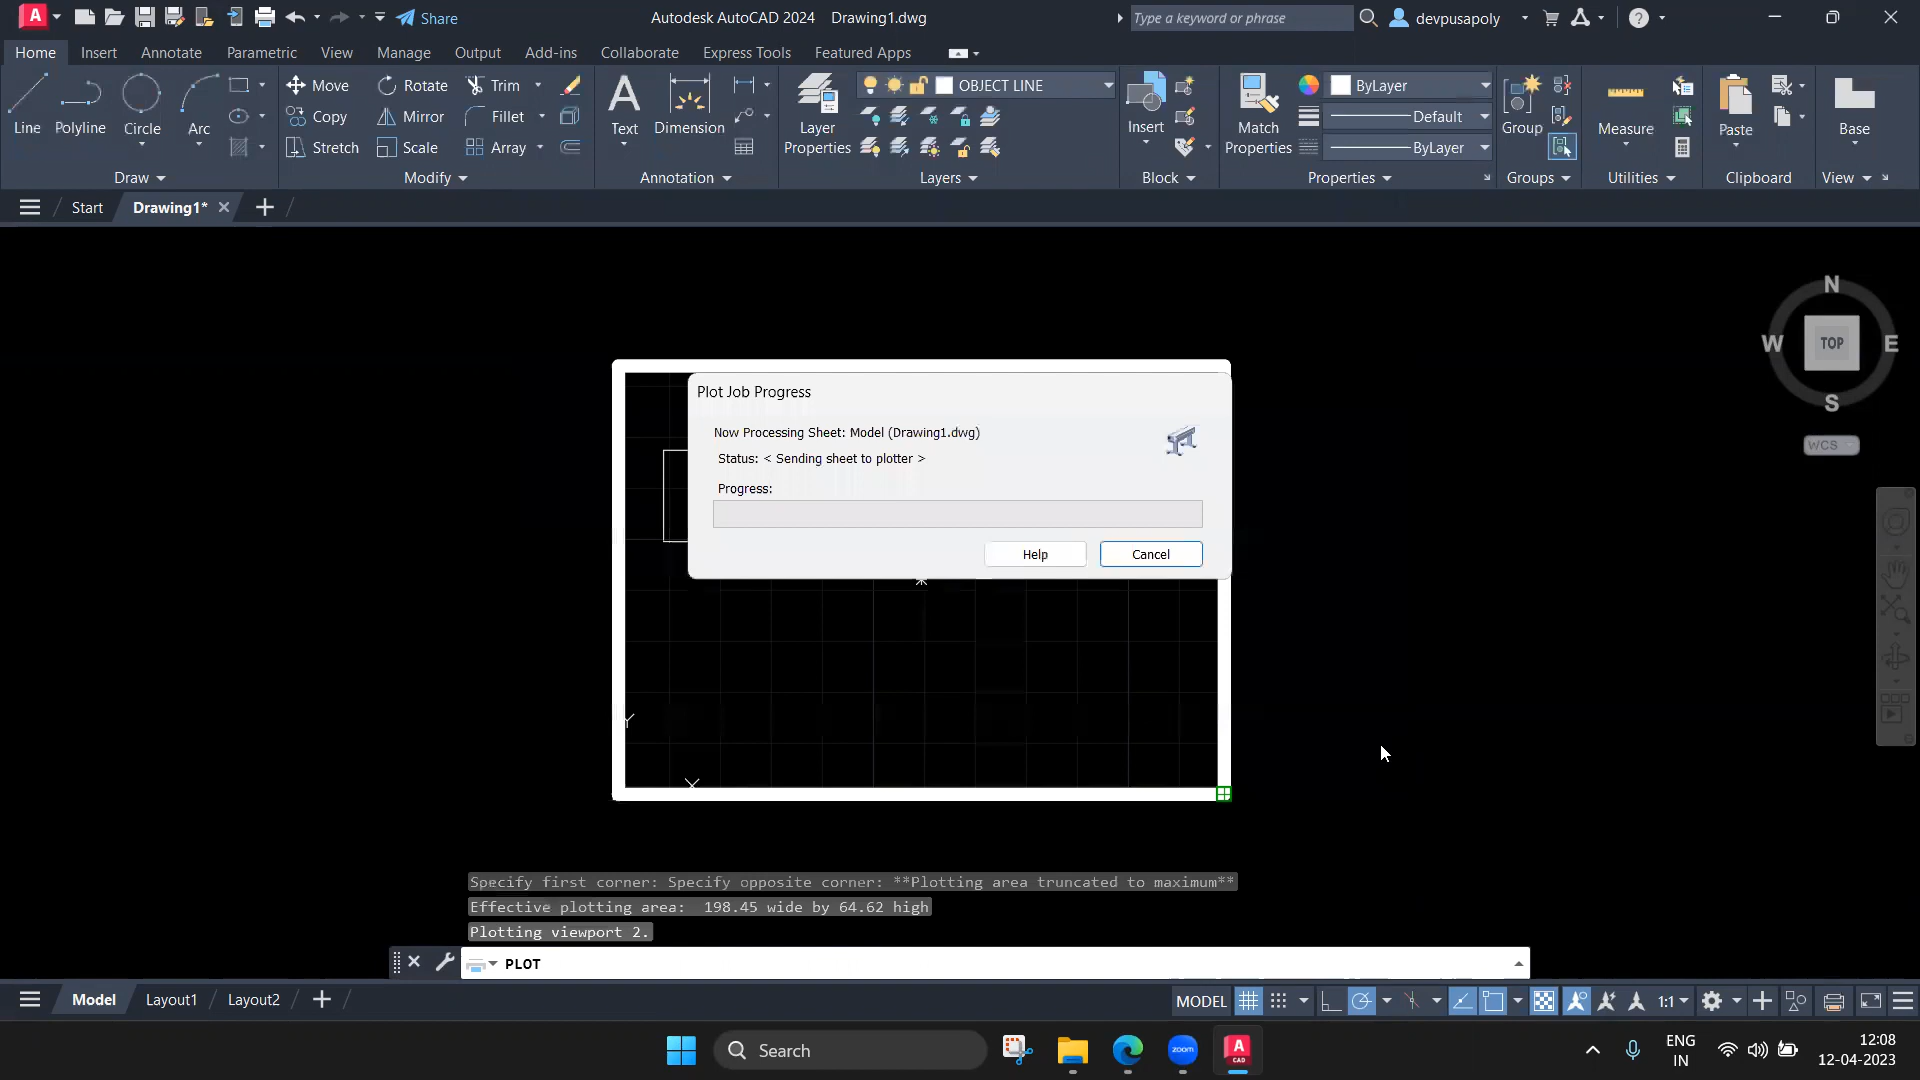 A
Share
Autodesk AutoCAD 2024 Drawing1.dwg
Type a keyword or phrase
devpusapoly
Home Insert Annotate Parametric View Manage Output Add-ins Collaborate Express Tools Featured Apps
Line Polyline Circle Arc
Move Rotate Trim
Copy Mirror Fillet
Stretch Scale Array
A
Text Dimension
Layer
Properties
OBJECT LINE
Insert
Match
Properties
ByLayer
Default
ByLayer
Group
Measure
Paste
Base
Draw Modify Annotation Layers Block Properties Groups Utilities Clipboard View
Start Drawing1*
N
W TOP E
S
WCS
Plot Job Progress
Now Processing Sheet: Model (Drawing1.dwg)
Status: < Sending sheet to plotter >
Progress:
Help Cancel
Y
X
Specify first corner: Specify opposite corner: **Plotting area truncated to maximum**
Effective plotting area:  198.45 wide by 64.62 high
Plotting viewport 2.
PLOT
Model Layout1 Layout2
MODEL 1:1
Search
zoom
A
CAD
ENG
IN
12:08
12-04-2023